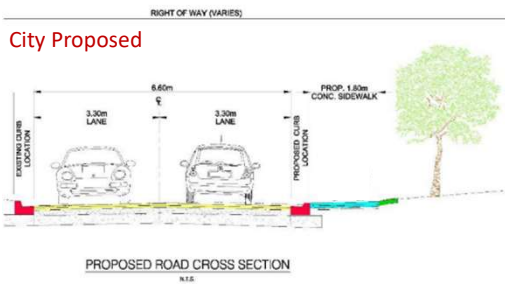 RIGHT OF WAY (VARIES)
City Proposed
6.60m
PROP. 1.80m
CONC. SIDEWALK
3.30m
LANE
3.30m
LANE
EXISTING CURB
LOCATION
PROPOSED CURB
LOCATION
PROPOSED ROAD CROSS SECTION
N.T.S.